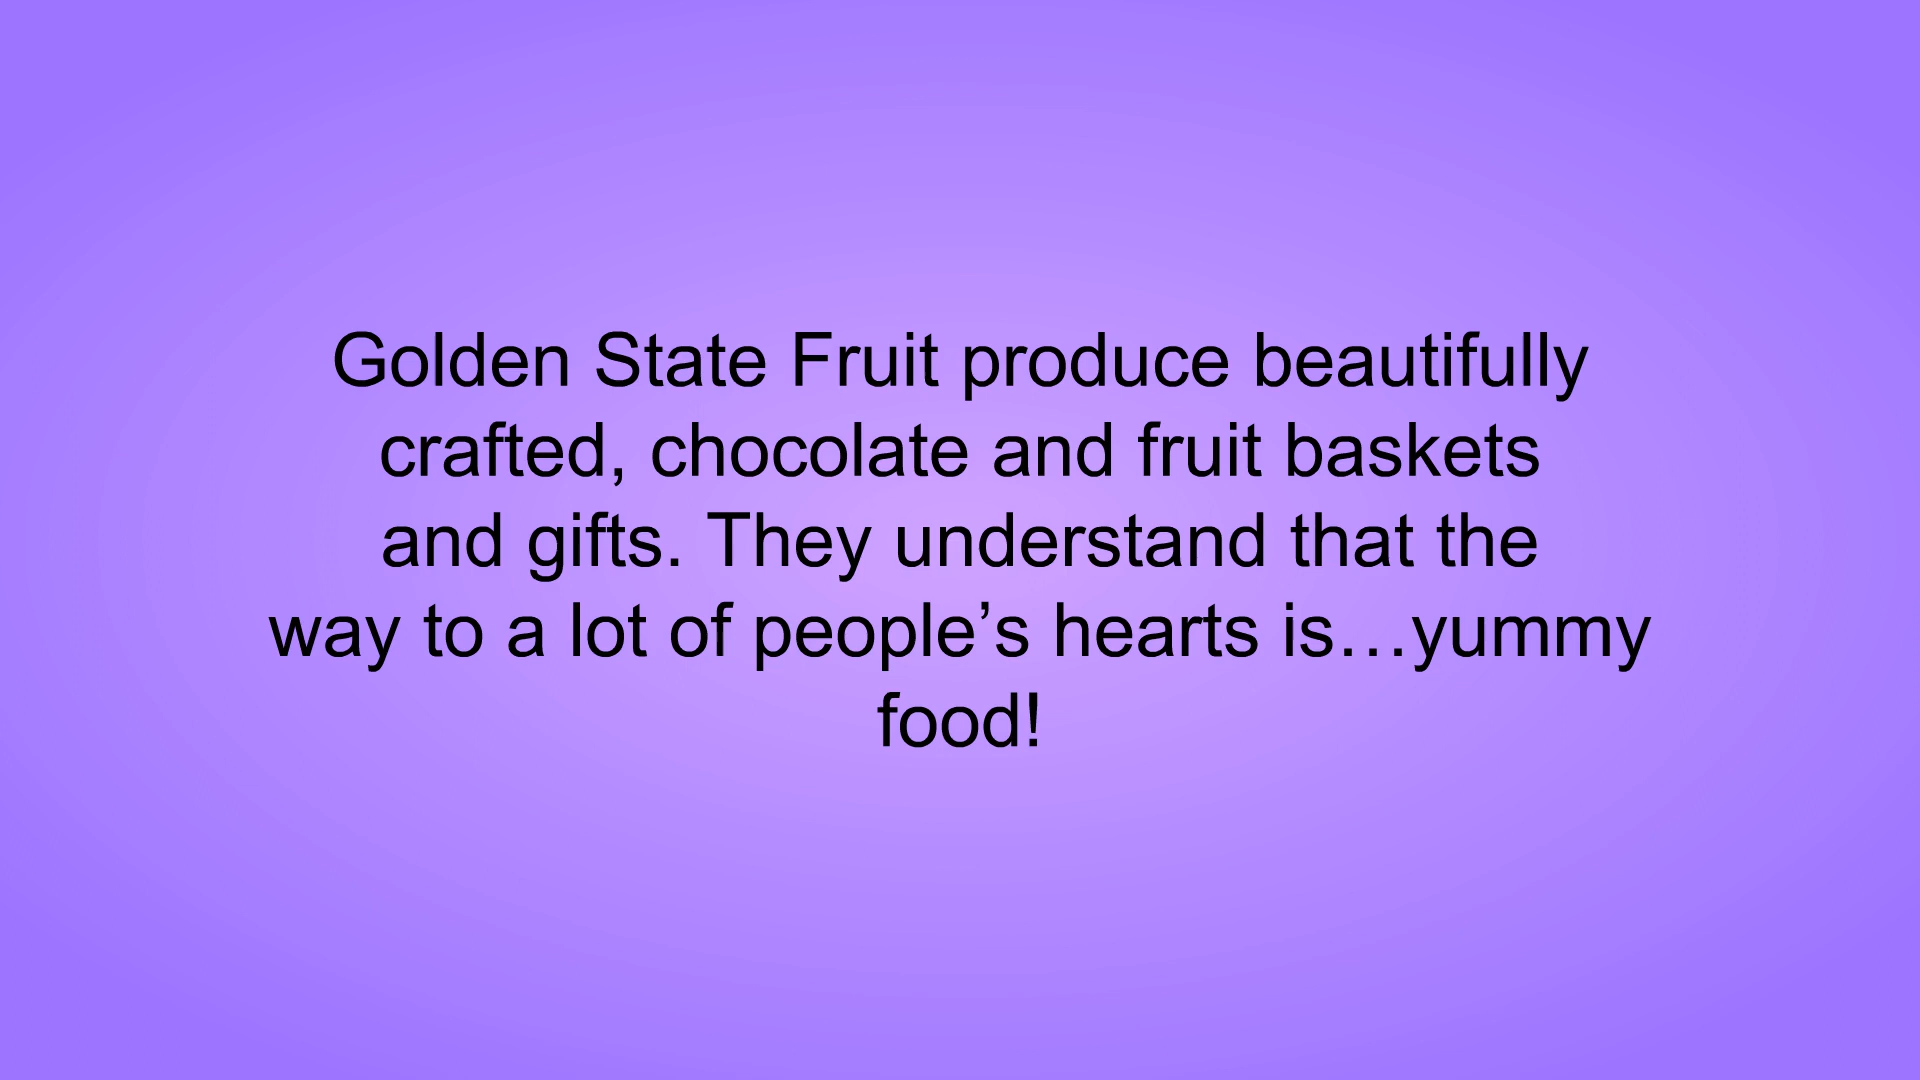 Golden State Fruit produce beautifully
crafted, chocolate and fruit baskets
and gifts. They understand that the
way to a lot of people’s hearts is…yummy
food!